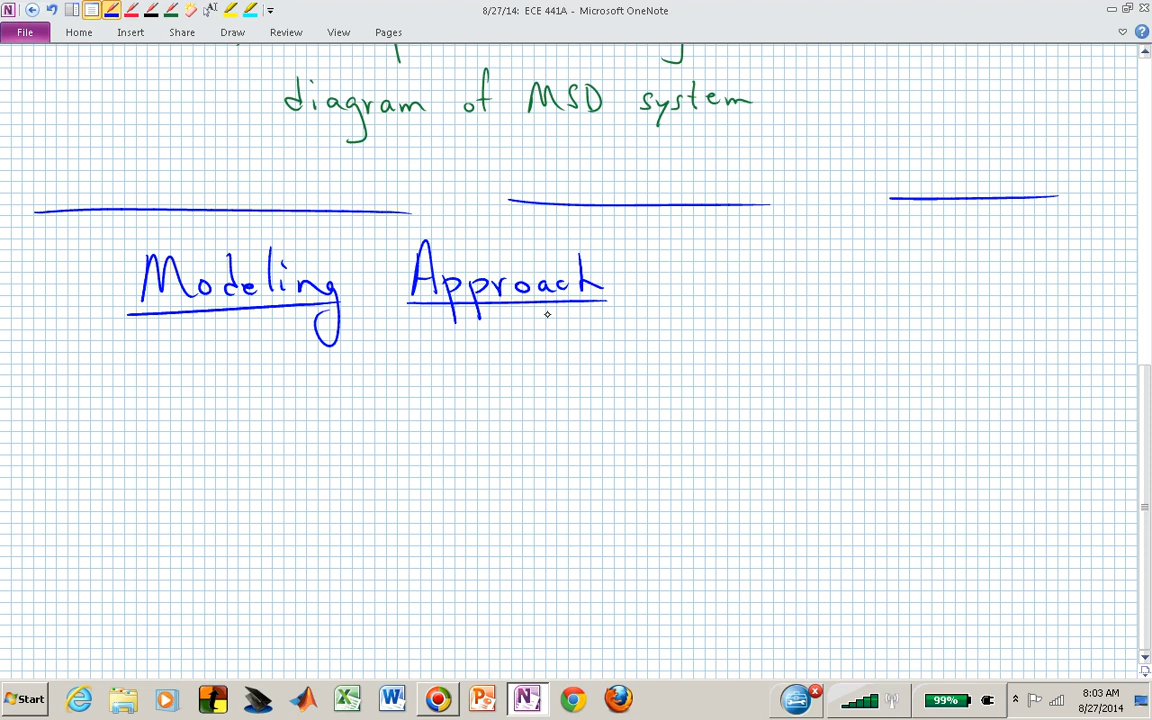 8/27/14: ECE 441A - Microsoft OneNote
File Home Insert Share Draw Review View Pages
diagram of MSD system
Modeling Approach
Start
99%
8:03 AM
8/27/2014